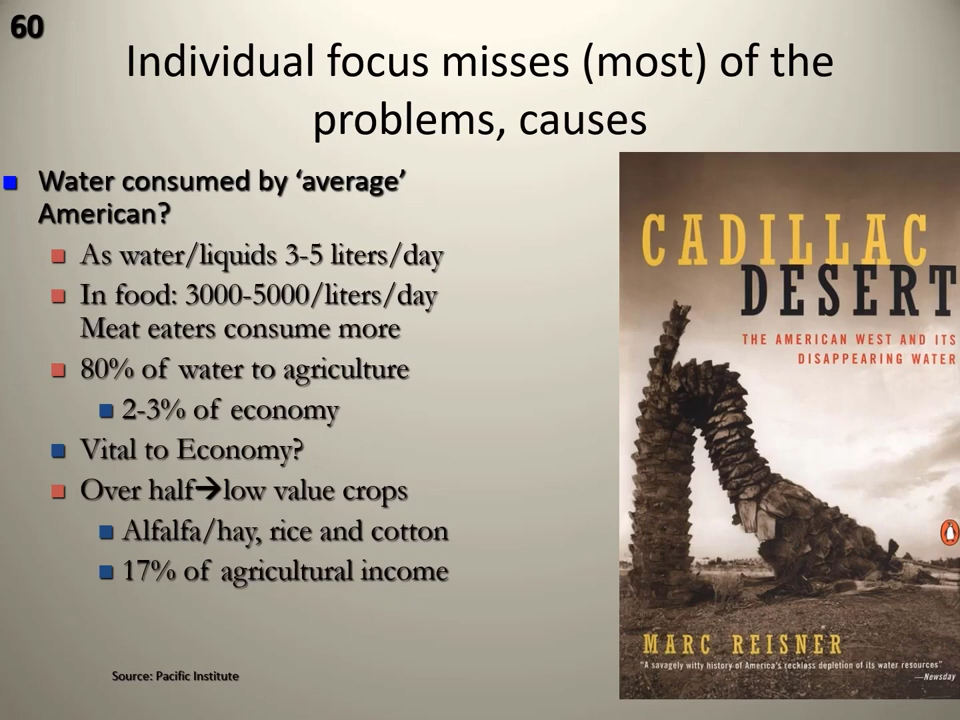 60
Individual focus misses (most) of the
problems, causes
Water consumed by ‘average’
American?
As water/liquids 3-5 liters/day
In food: 3000-5000/liters/day
Meat eaters consume more
80% of water to agriculture
2-3% of economy
Vital to Economy?
Over half→low value crops
Alfalfa/hay, rice and cotton
17% of agricultural income
Source: Pacific Institute
CADILLAC
DESERT
THE AMERICAN WEST AND ITS
DISAPPEARING WATER
MARC REISNER
"A savagely witty history of America's reckless depletion of its water resources"
—Newsday